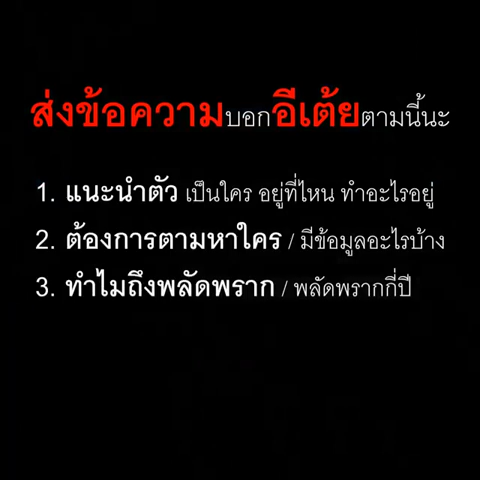 ส่งข้อความบอกอีเต้ยตามนี้นะ
1. แนะนำตัว เป็นใคร อยู่ที่ไหน ทำอะไรอยู่
2. ต้องการตามหาใคร / มีข้อมูลอะไรบ้าง
3. ทำไมถึงพลัดพราก / พลัดพรากกี่ปี